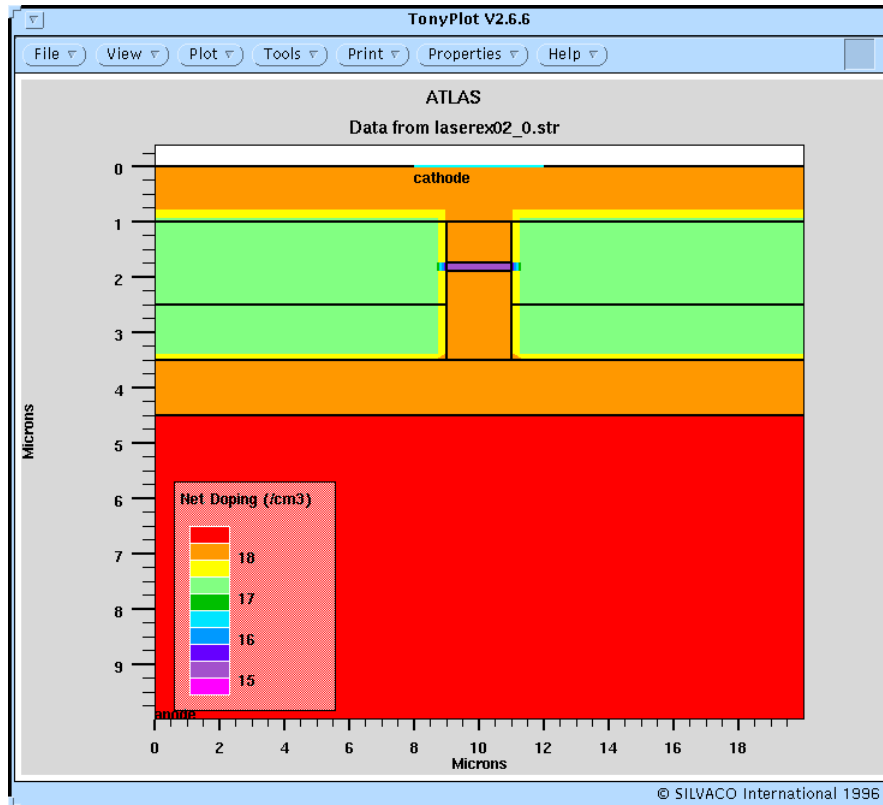 TonyPlot V2.6.6
File View Plot Tools Print Properties Help
ATLAS
Data from laserex02_0.str
0
cathode
1
2
3
4
Microns
5
6
Net Doping (/cm3)
7
18
8
17
16
9
15
anode
0 2 4 6 8 10 12 14 16 18
Microns
© SILVACO International 1996